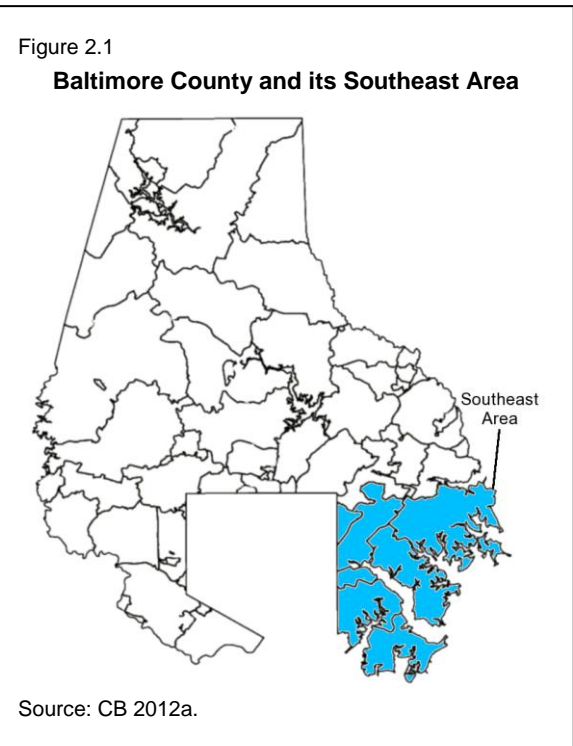 Figure 2.1
Baltimore County and its Southeast Area
Southeast
Area
Source: CB 2012a.